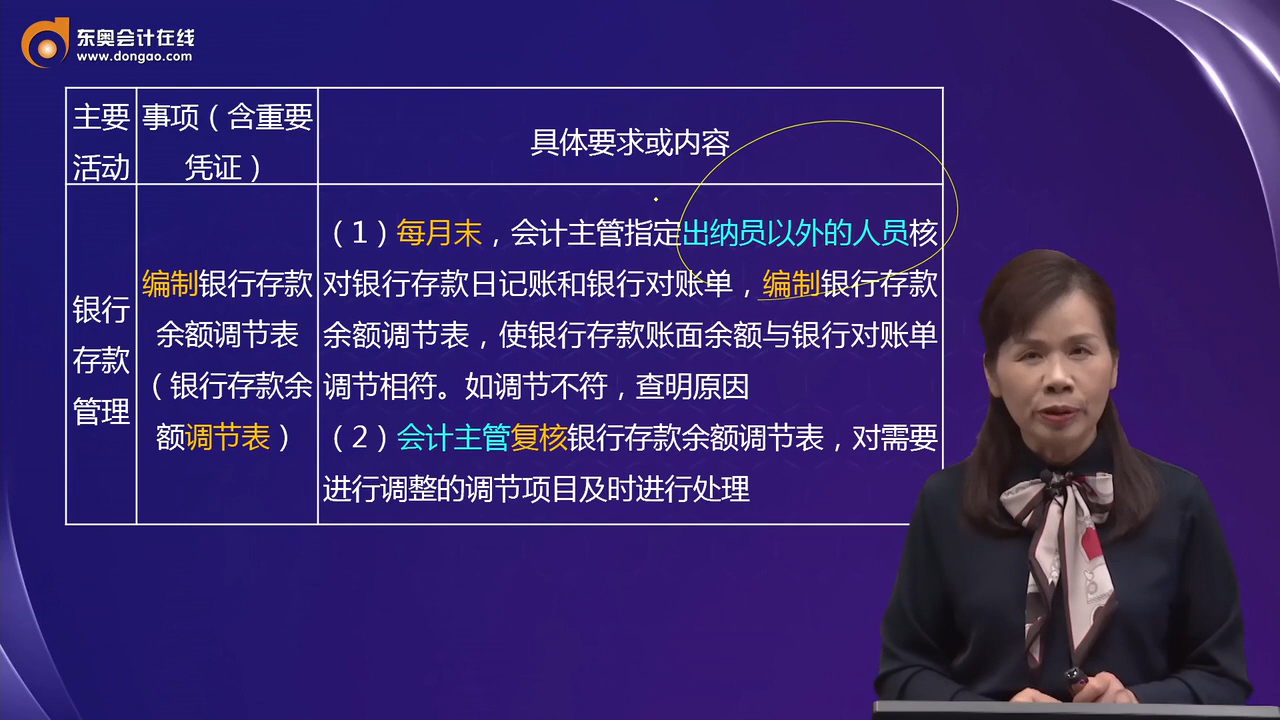 东奥会计在线
www.dongao.com
主要
活动
事项（含重要
凭证）
具体要求或内容
银行
存款
管理
编制银行存款
余额调节表
（银行存款余
额调节表）
（1）每月末，会计主管指定出纳员以外的人员核
对银行存款日记账和银行对账单，编制银行存款
余额调节表，使银行存款账面余额与银行对账单
调节相符。如调节不符，查明原因
（2）会计主管复核银行存款余额调节表，对需要
进行调整的调节项目及时进行处理